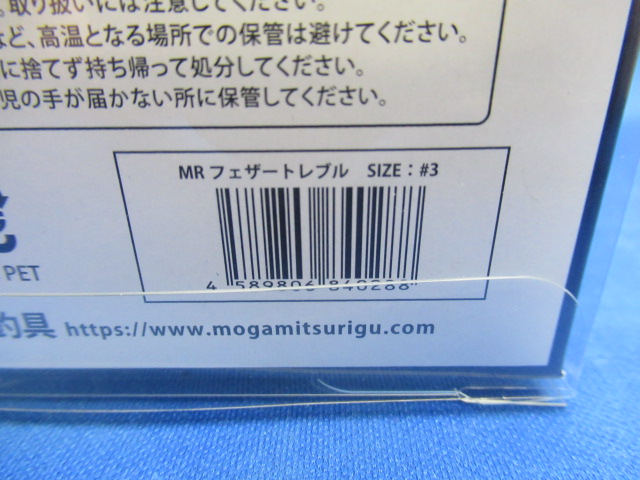 取り扱いには注意してください。
など、高温となる場所での保管は避けてください。
に捨てず持ち帰って処分してください。
児の手が届かない所に保管してください。
MR フェザートレブル SIZE：#3
4 589806 840288
PET
釣具 https://www.mogamitsurigu.com